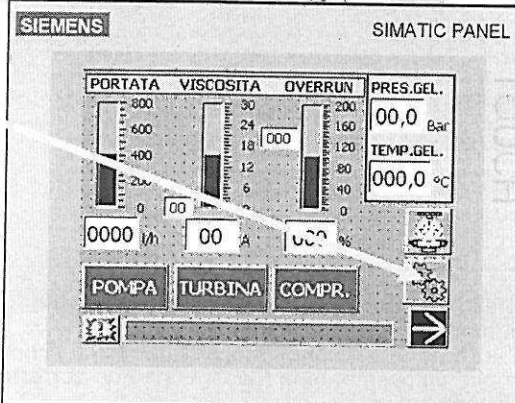 SIEMENS
SIMATIC PANEL
PORTATA VISCOSITA OVERRUN PRES.GEL.
800 30 200 00,0 Bar
600 24 160
18 000 120 TEMP.GEL.
400 12 80 000,0 °C
200 6 40
0 00 0
0000 l/h 00 A %
POMPA TURBINA COMPR.